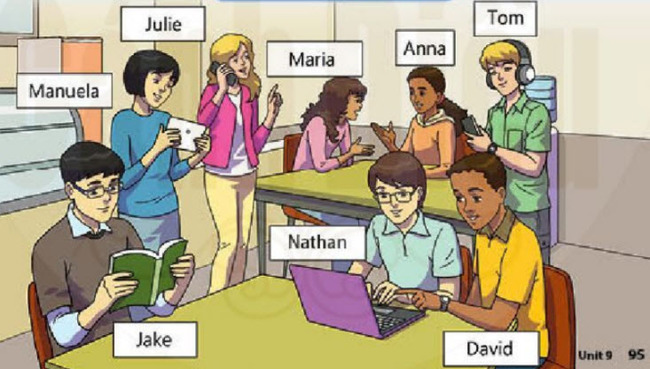 Tom
Julie
Anna
Maria
Manuela
Nathan
Jake
David
Unit 9 95